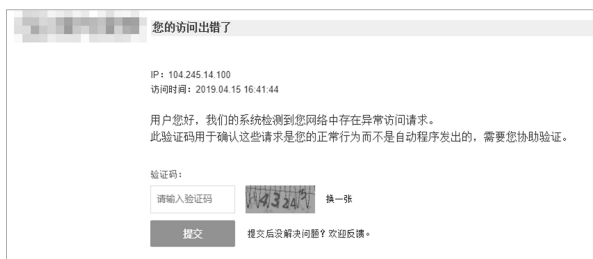 您的访问出错了
IP：104.245.14.100
访问时间：2019.04.15 16:41:44
用户您好，我们的系统检测到您网络中存在异常访问请求。
此验证码用于确认这些请求是您的正常行为而不是自动程序发出的，需要您协助验证。
验证码：
请输入验证码 换一张
提交 提交后没解决问题？欢迎反馈。